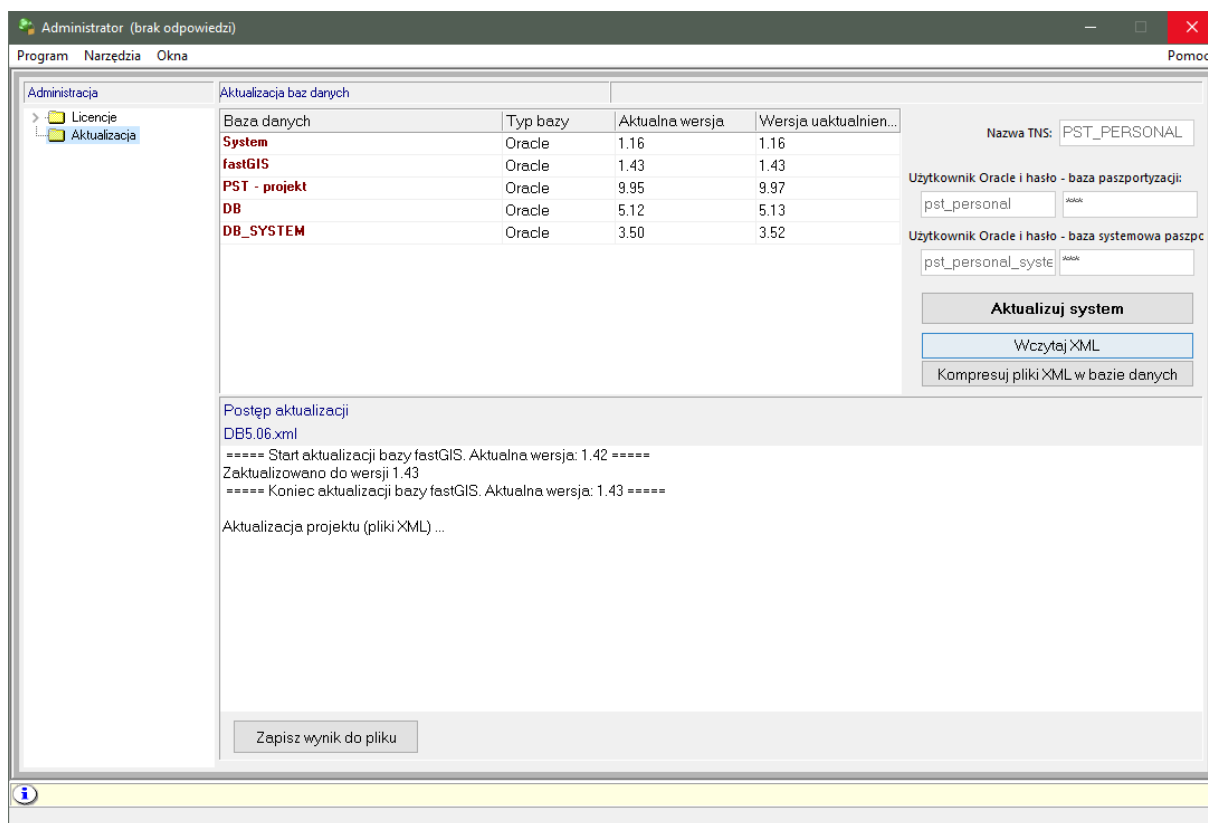 Administrator (brak odpowiedzi)
Program Narzędzia Okna Pomoc
Administracja
Licencje
Aktualizacja
Aktualizacja baz danych
Baza danych Typ bazy Aktualna wersja Wersja uaktualnien...
System Oracle 1.16 1.16
fastGIS Oracle 1.43 1.43
PST - projekt Oracle 9.95 9.97
DB Oracle 5.12 5.13
DB_SYSTEM Oracle 3.50 3.52
Nazwa TNS: PST_PERSONAL
Użytkownik Oracle i hasło - baza paszportyzacji:
pst_personal ***
Użytkownik Oracle i hasło - baza systemowa paszpc
pst_personal_syste ***
Aktualizuj system
Wczytaj XML
Kompresuj pliki XML w bazie danych
Postęp aktualizacji
DB5.06.xml
===== Start aktualizacji bazy fastGIS. Aktualna wersja: 1.42 =====
Zaktualizowano do wersji 1.43
===== Koniec aktualizacji bazy fastGIS. Aktualna wersja: 1.43 =====
Aktualizacja projektu (pliki XML) ...
Zapisz wynik do pliku